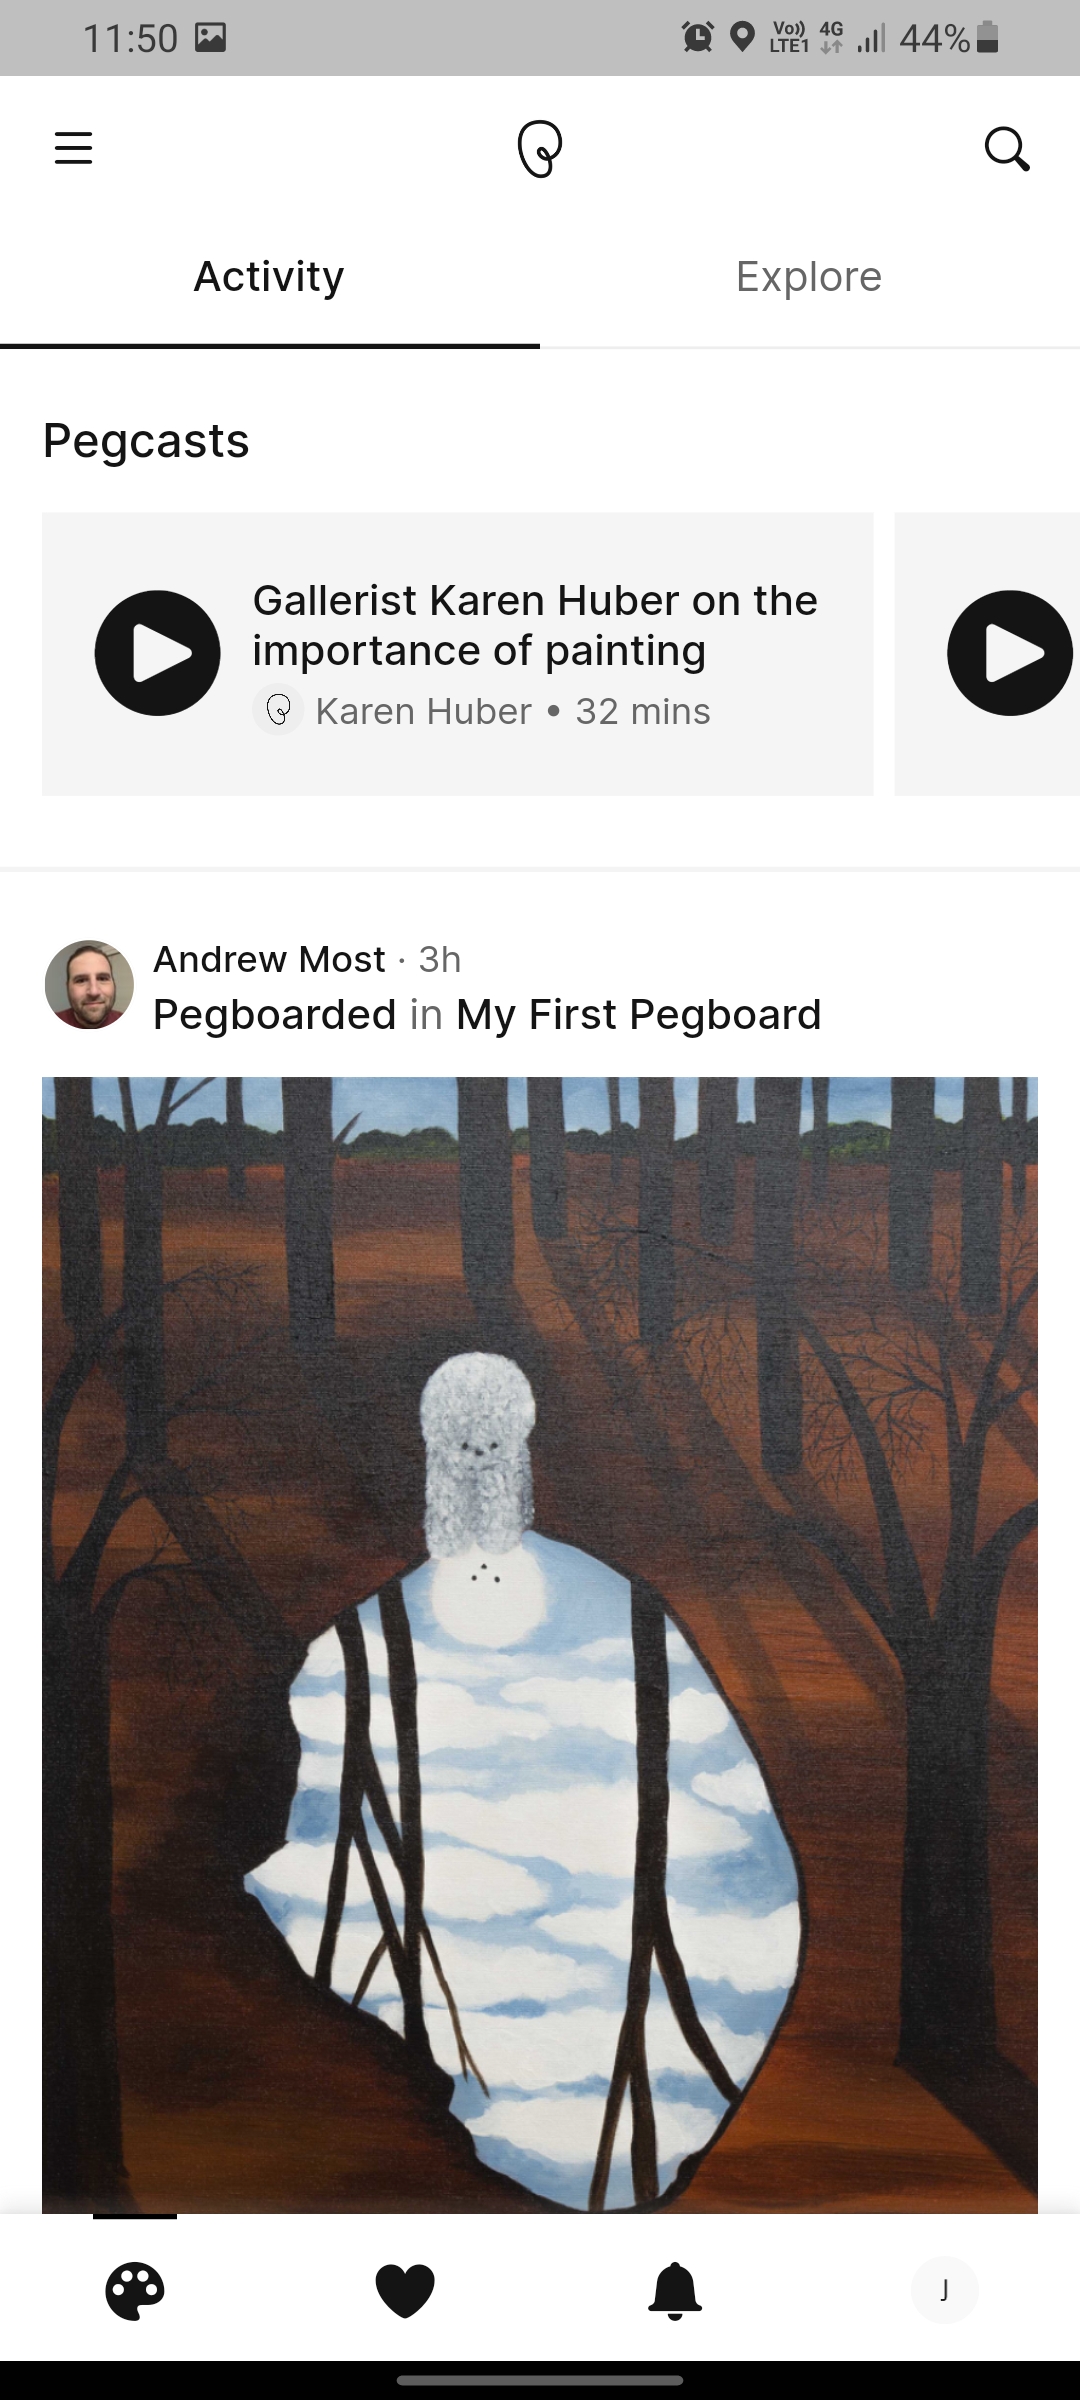 11:50
Vo)) LTE1 4G 44%
Activity
Explore
Pegcasts
Gallerist Karen Huber on the
importance of painting
Karen Huber • 32 mins
Andrew Most · 3h
Pegboarded in My First Pegboard
J